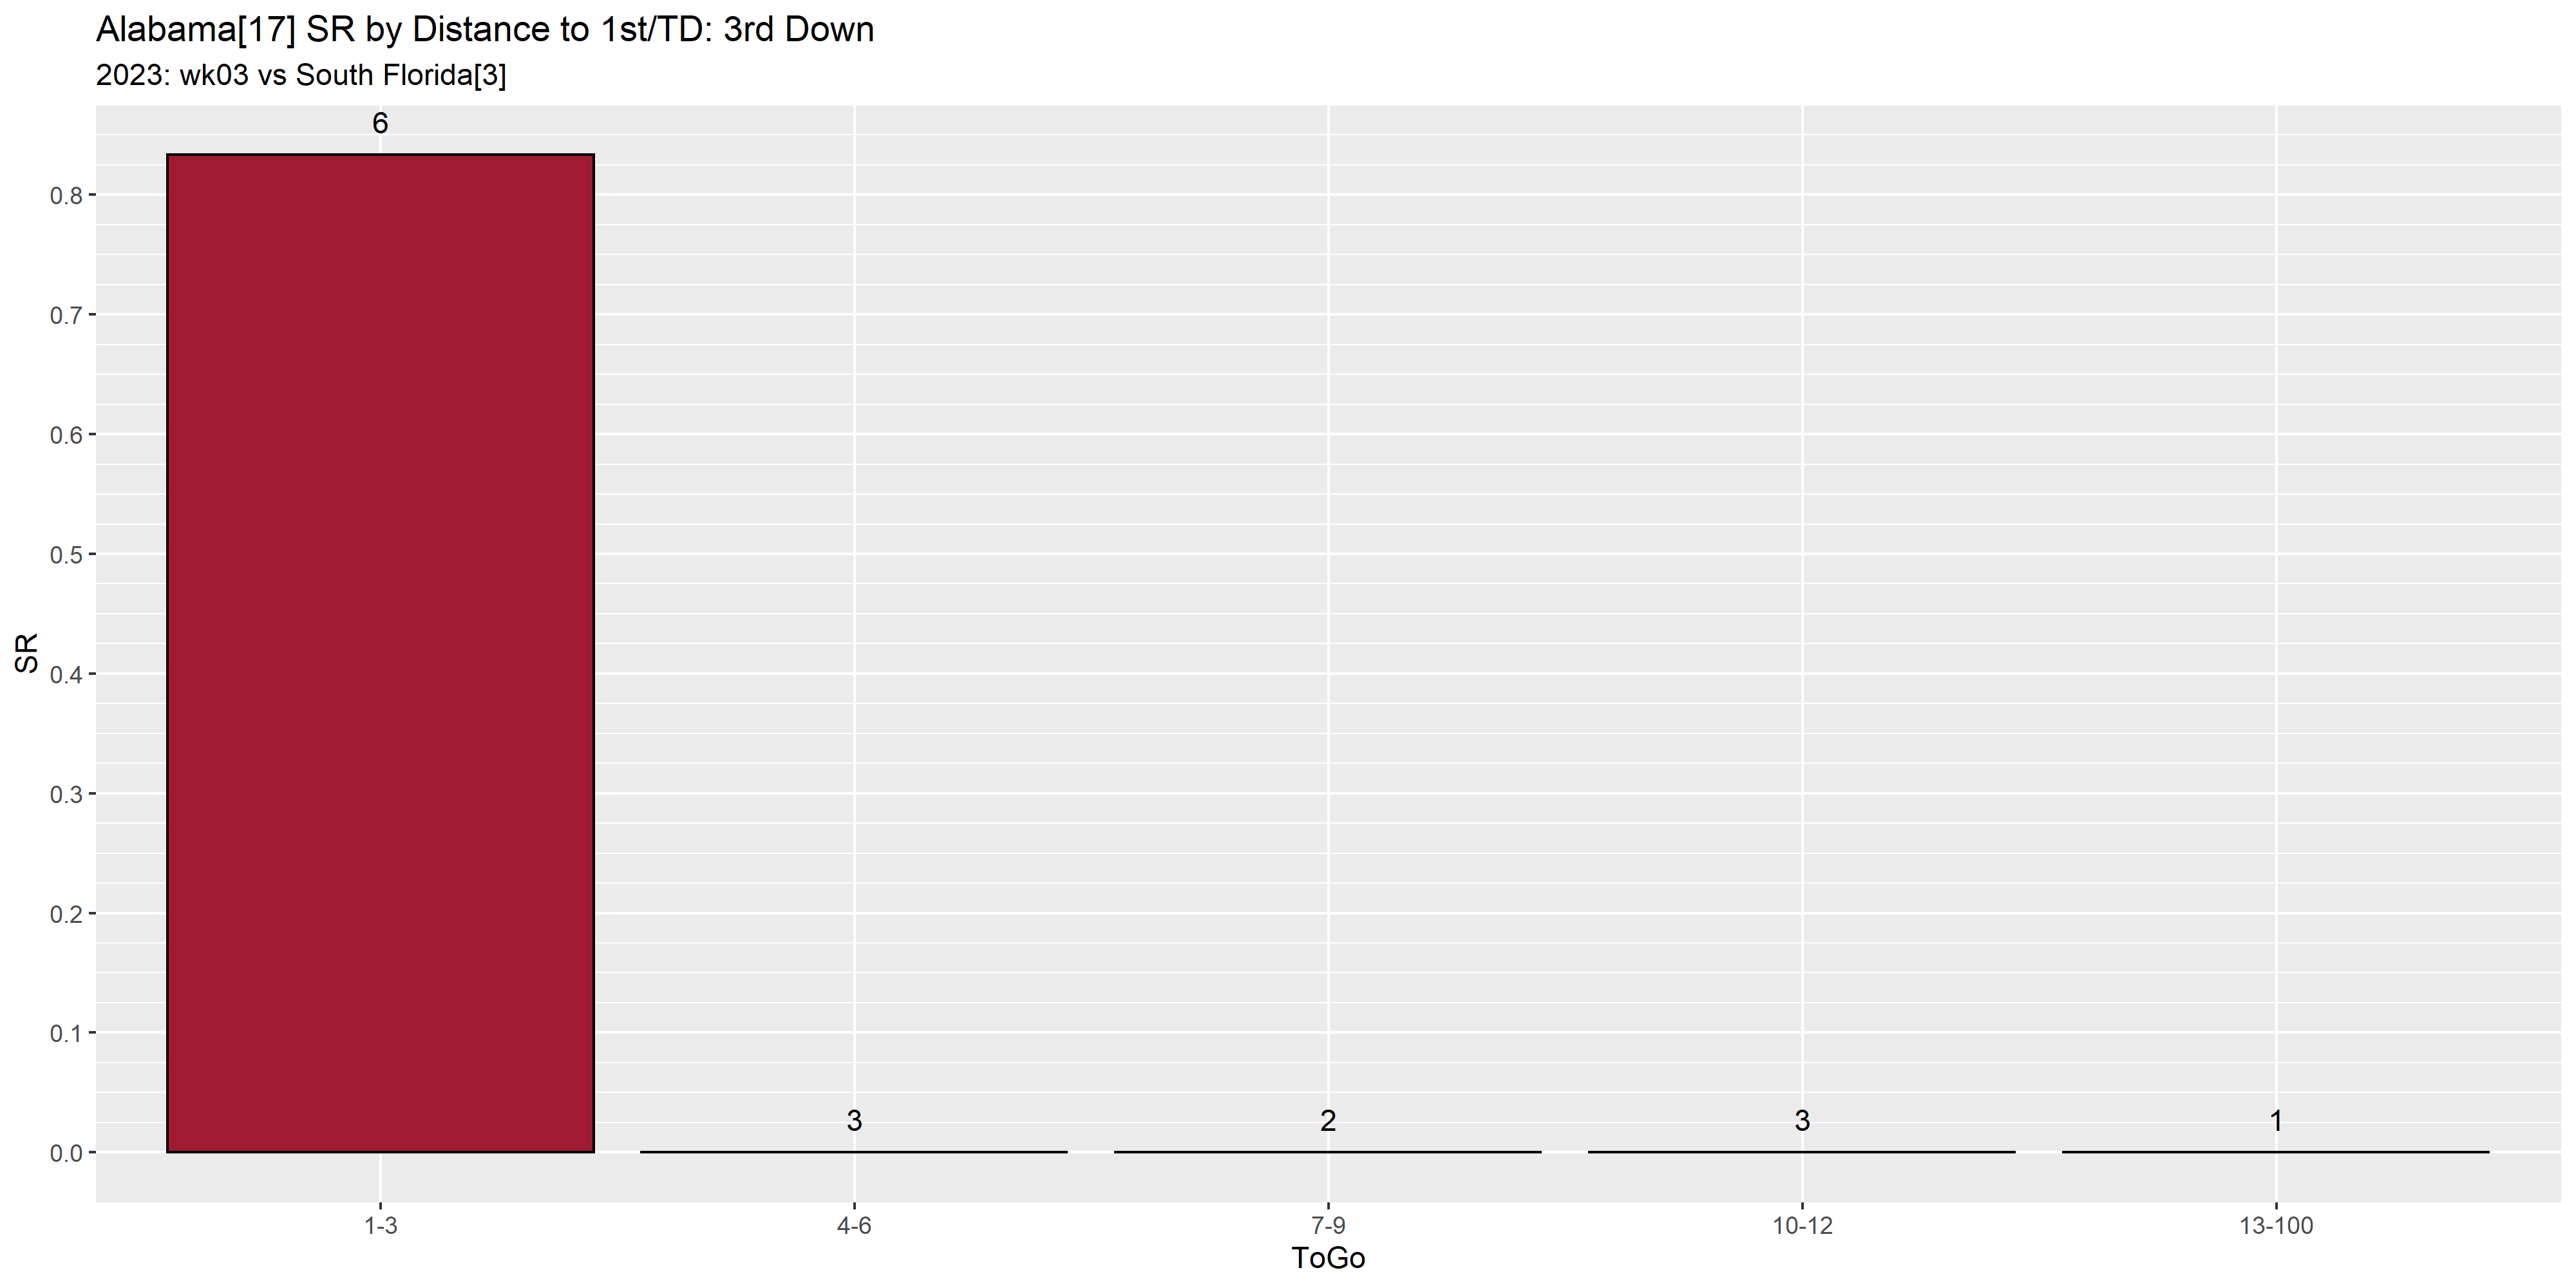 Alabama[17] SR by Distance to 1st/TD: 3rd Down
2023: wk03 vs South Florida[3]
6
0.8
0.7
0.6
0.5
SR
0.4
0.3
0.2
0.1
3 2 3 1
0.0
1-3 4-6 7-9 10-12 13-100
ToGo